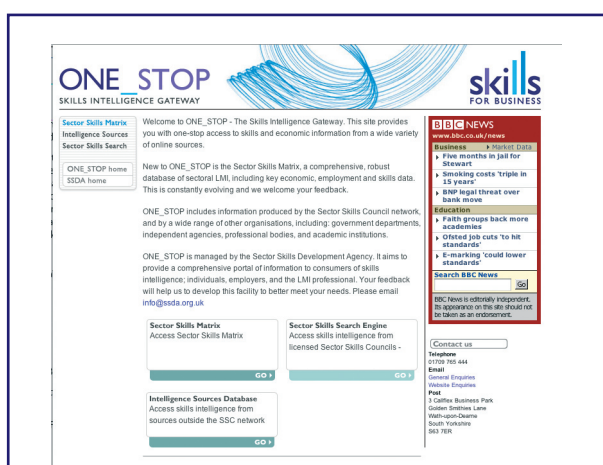 ONE_STOP
SKILLS INTELLIGENCE GATEWAY
skills
FOR BUSINESS
Sector Skills Matrix
Intelligence Sources
Sector Skills Search
ONE_STOP home
SSDA home
Welcome to ONE_STOP - The Skills Intelligence Gateway. This site provides
you with one-stop access to skills and economic information from a wide variety
of online sources.
New to ONE_STOP is the Sector Skills Matrix, a comprehensive, robust
database of sectoral LMI, including key economic, employment and skills data.
This is constantly evolving and we welcome your feedback.
ONE_STOP includes information produced by the Sector Skills Council network,
and by a wide range of other organisations, including: government departments,
independent agencies, professional bodies, and academic institutions.
ONE_STOP is managed by the Sector Skills Development Agency. It aims to
provide a comprehensive portal of information to consumers of skills
intelligence; individuals, employers, and the LMI professional. Your feedback
will help us to develop this facility to better meet your needs. Please email
info@ssda.org.uk
Sector Skills Matrix
Access Sector Skills Matrix
GO
Sector Skills Search Engine
Access skills intelligence from
licensed Sector Skills Councils -
GO
Intelligence Sources Database
Access skills intelligence from
sources outside the SSC network
GO
BBC NEWS
www.bbc.co.uk/news
Business Market Data
Five months in jail for
Stewart
Smoking costs 'triple in
15 years'
BNP legal threat over
bank move
Education
Faith groups back more
academies
Ofsted job cuts 'to hit
standards'
E-marking 'could lower
standards'
Search BBC News
Go
BBC News is editorially independent.
Its appearance on this site should not
be taken as an endorsement.
Contact us
Telephone
01709 765 444
Email
General Enquiries
Website Enquiries
Post
3 Callflex Business Park
Golden Smithies Lane
Wath-upon-Dearne
South Yorkshire
S63 7ER